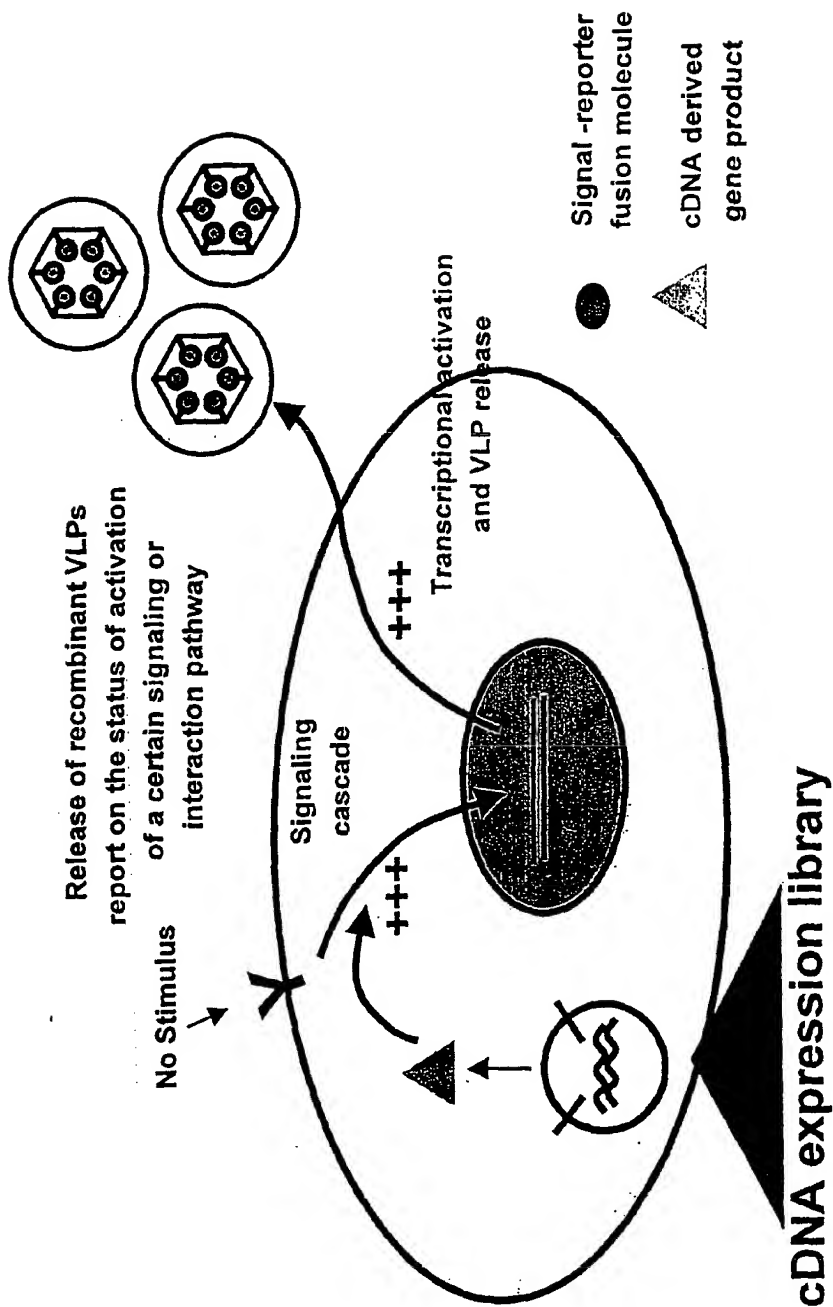 Release of recombinant VLPs
report on the status of activation
of a certain signaling or
interaction pathway
No Stimulus
Signaling
cascade
+++
+++
Transcriptional activation
and VLP release
Signal -reporter
fusion molecule
cDNA derived
gene product
cDNA expression library